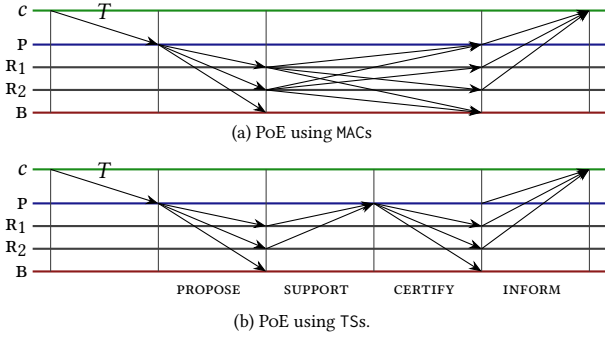 c
T
P
R1
R2
B
(a) PoE using MACs
c
T
P
R1
R2
B
PROPOSE SUPPORT CERTIFY INFORM
(b) PoE using TSs.